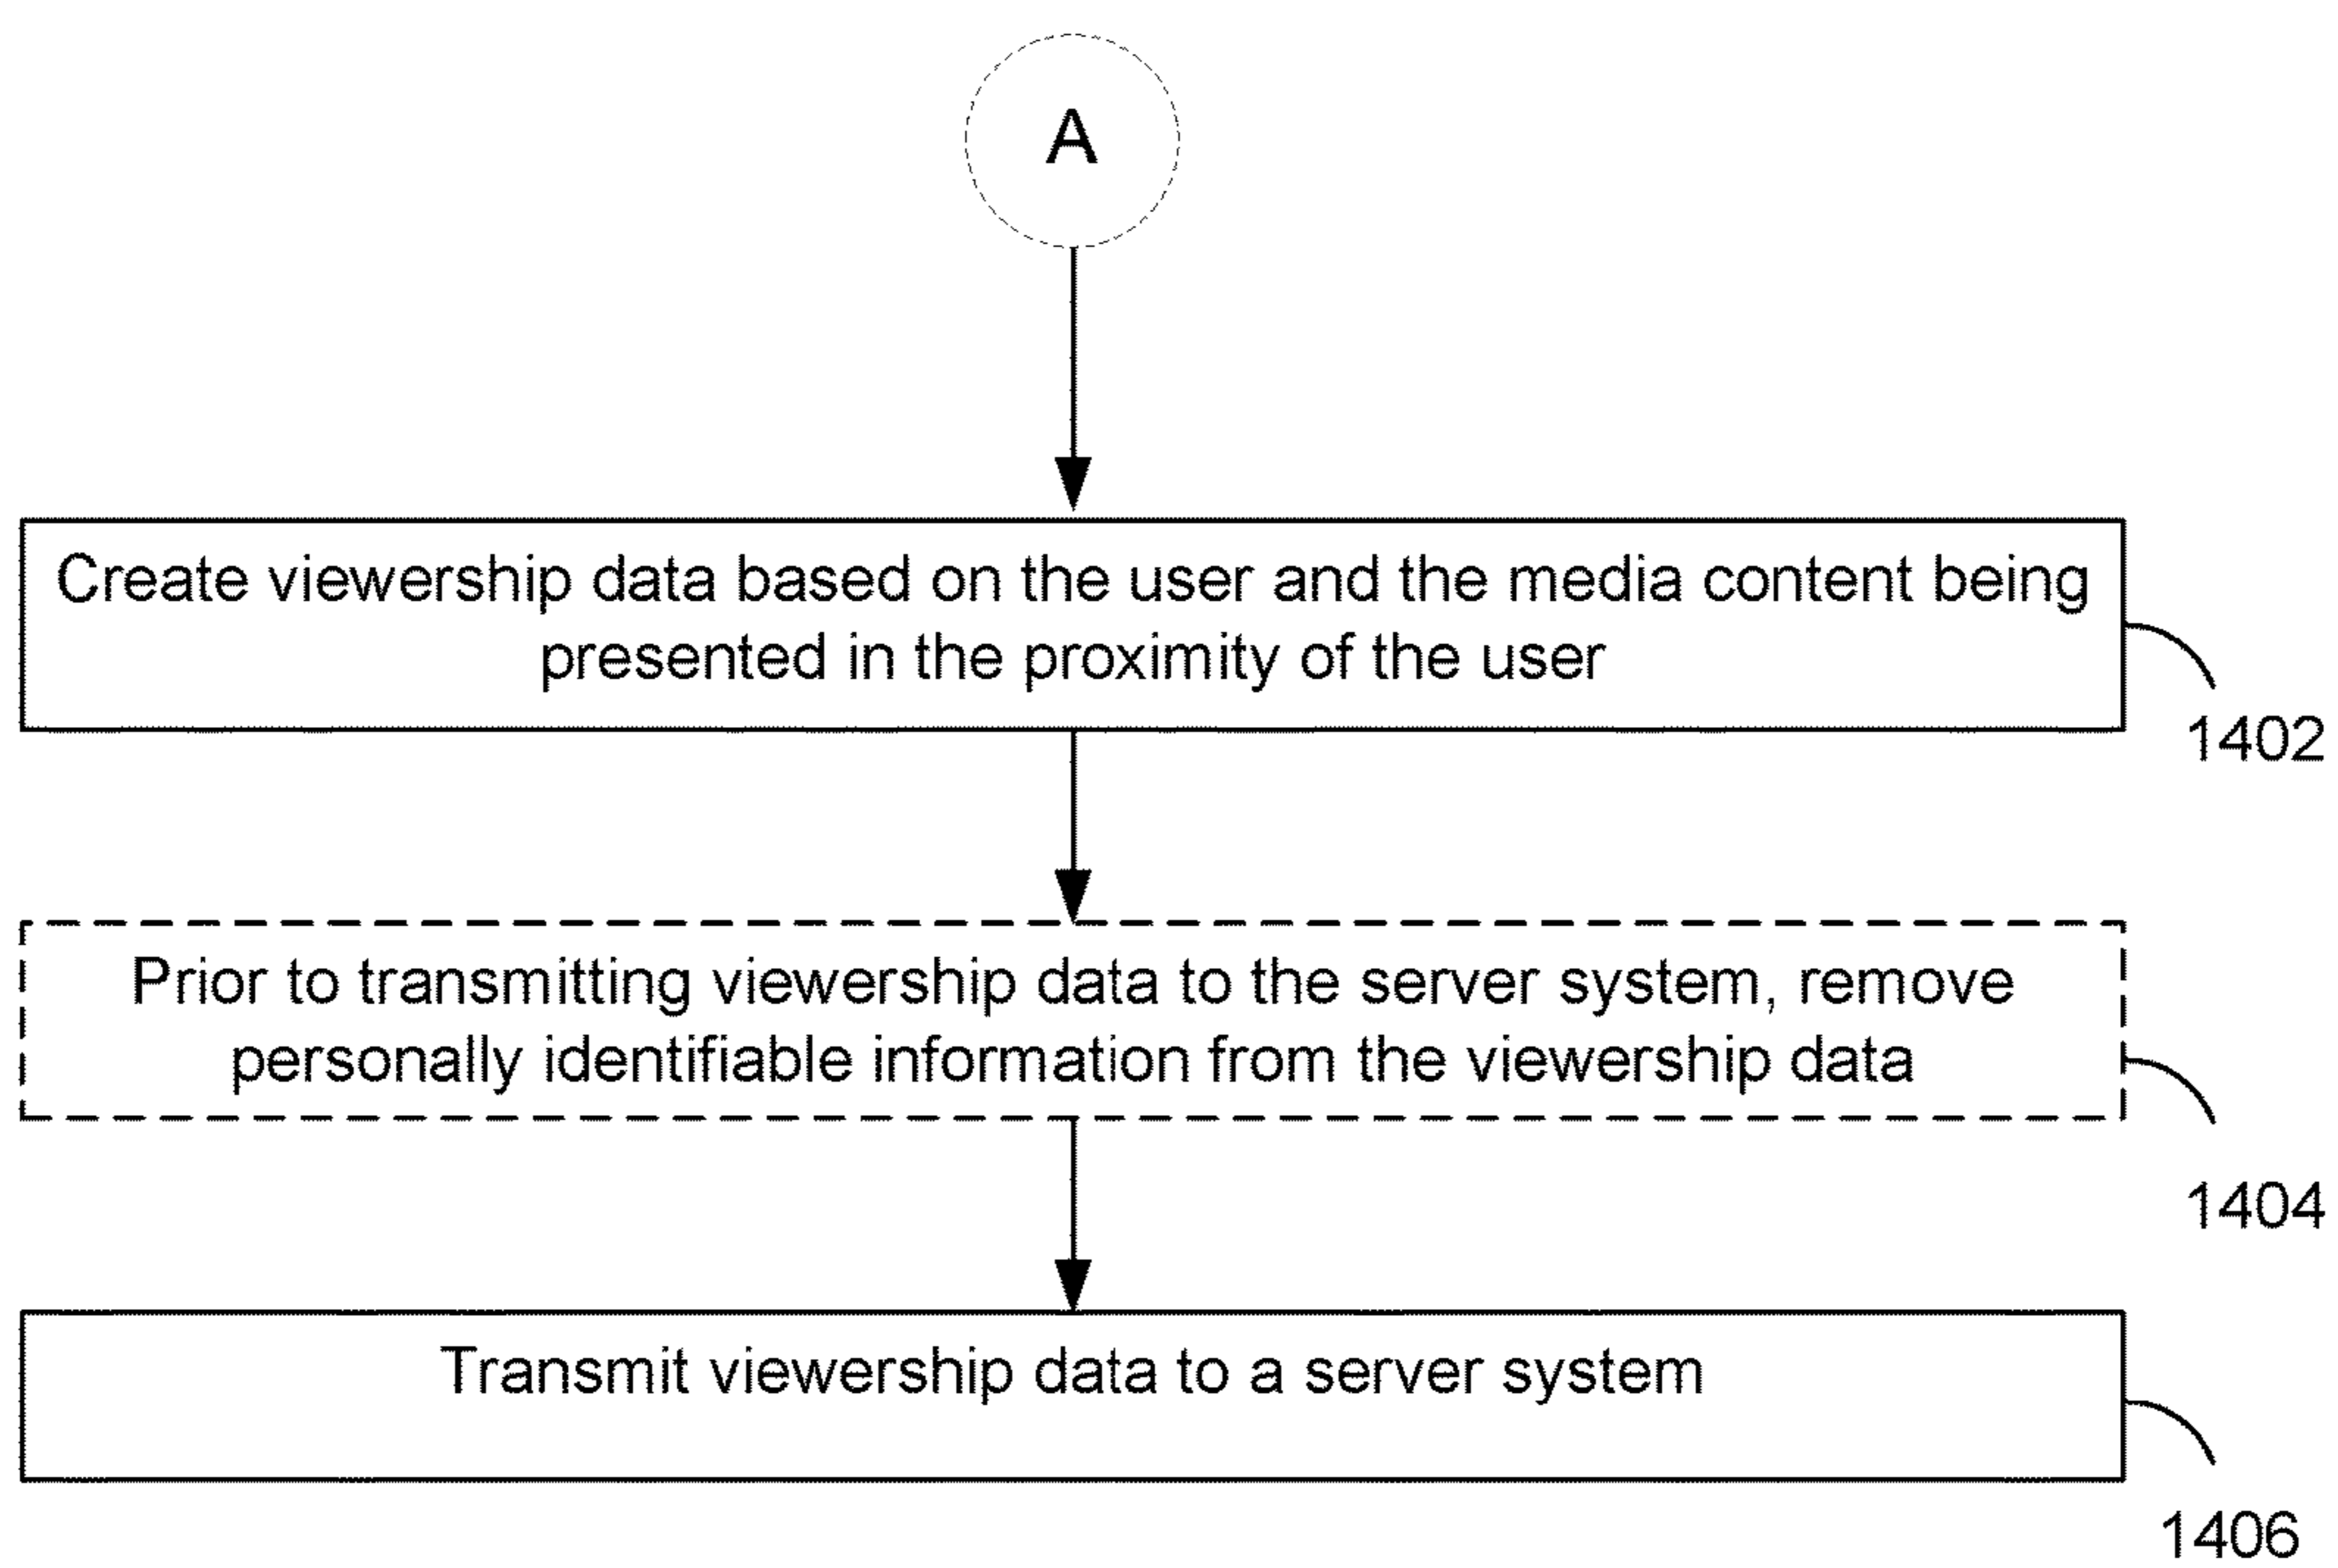 A
Create viewership data based on the user and the media content being
presented in the proximity of the user
1402
Prior to transmitting viewership data to the server system, remove
personally identifiable information from the viewership data
1404
Transmit viewership data to a server system
1406